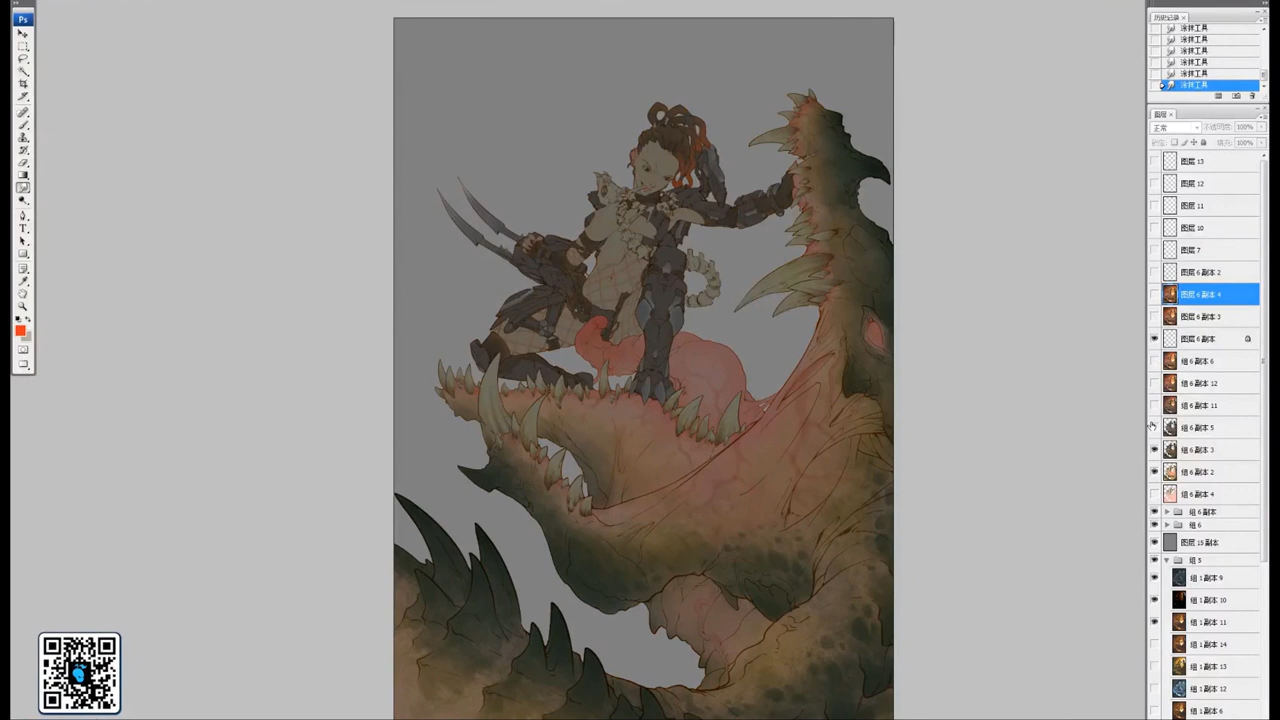 Ps
历史记录 ×
涂抹工具
涂抹工具
涂抹工具
涂抹工具
涂抹工具
涂抹工具
图层 ×
正常
不透明度: 100%
锁定:
填充: 100%
图层 13
图层 12
图层 11
图层 10
图层 7
图层 6 副本 2
图层 6 副本 4
图层 6 副本 3
图层 6 副本
组 6 副本 6
组 6 副本 12
组 6 副本 11
组 6 副本 5
组 6 副本 3
组 6 副本 2
组 6 副本 4
组 6 副本
组 6
图层 15 副本
组 5
组 1 副本 9
组 1 副本 10
组 1 副本 11
组 1 副本 14
组 1 副本 13
组 1 副本 12
组 1 副本 6
T